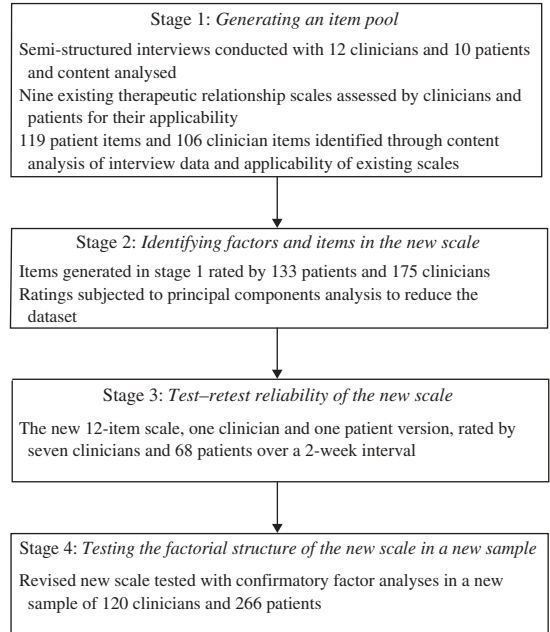 Stage 1: Generating an item pool
Semi-structured interviews conducted with 12 clinicians and 10 patients
and content analysed
Nine existing therapeutic relationship scales assessed by clinicians and
patients for their applicability
119 patient items and 106 clinician items identified through content
analysis of interview data and applicability of existing scales
Stage 2: Identifying factors and items in the new scale
Items generated in stage 1 rated by 133 patients and 175 clinicians
Ratings subjected to principal components analysis to reduce the
dataset
Stage 3: Test–retest reliability of the new scale
The new 12-item scale, one clinician and one patient version, rated by
seven clinicians and 68 patients over a 2-week interval
Stage 4: Testing the factorial structure of the new scale in a new sample
Revised new scale tested with confirmatory factor analyses in a new
sample of 120 clinicians and 266 patients